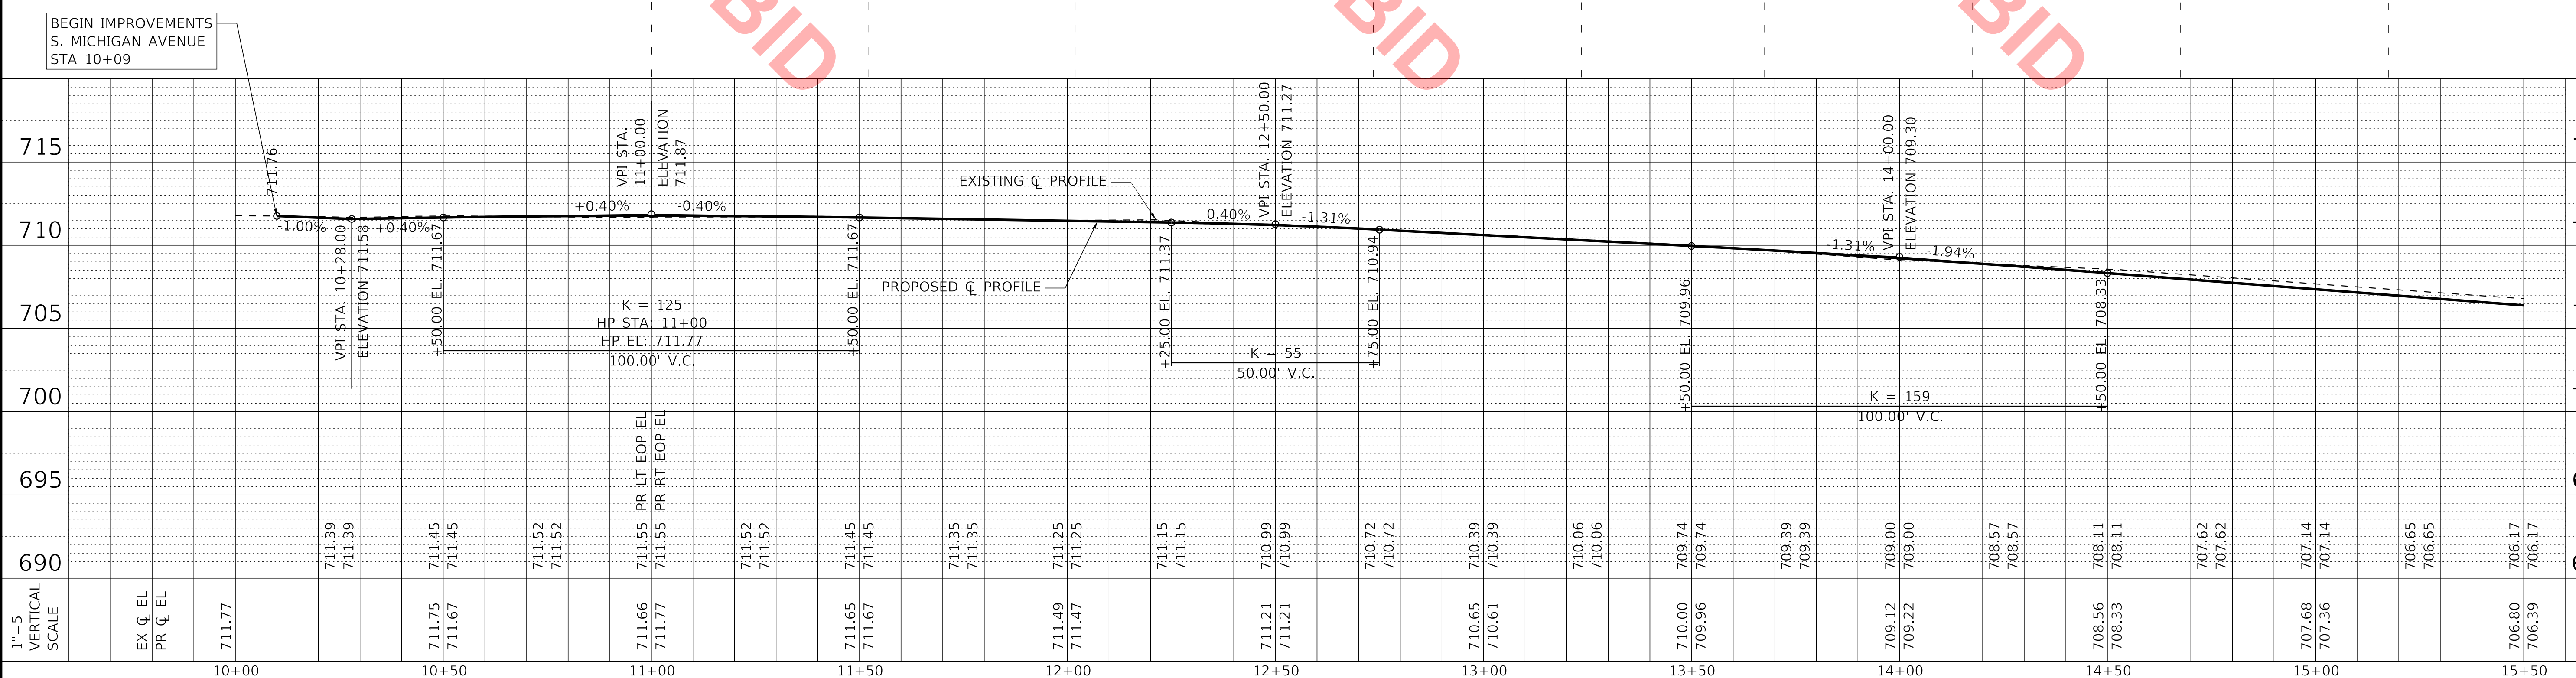 BID
BID
BID
BEGIN IMPROVEMENTS
S. MICHIGAN AVENUE
STA 10+09
715
710
705
700
695
690
711.76
-1.00%
VPI STA. 10+28.00
ELEVATION 711.58
+0.40%
+50.00 EL. 711.67
+0.40%
VPI STA.
11+00.00
ELEVATION
711.87
-0.40%
K = 125
HP STA: 11+00
HP EL: 711.77
100.00' V.C.
+50.00 EL. 711.67
EXISTING ℄ PROFILE
PROPOSED ℄ PROFILE
+25.00 EL. 711.37
-0.40%
VPI STA. 12+50.00
ELEVATION 711.27
-1.31%
K = 55
50.00' V.C.
+75.00 EL. 710.94
+50.00 EL. 709.96
-1.31%
VPI STA. 14+00.00
ELEVATION 709.30
-1.94%
K = 159
100.00' V.C.
+50.00 EL. 708.33
PR LT EOP EL
PR RT EOP EL
711.39
711.39
711.45
711.45
711.52
711.52
711.55
711.55
711.52
711.52
711.45
711.45
711.35
711.35
711.25
711.25
711.15
711.15
710.99
710.99
710.72
710.72
710.39
710.39
710.06
710.06
709.74
709.74
709.39
709.39
709.00
709.00
708.57
708.57
708.11
708.11
707.62
707.62
707.14
707.14
706.65
706.65
706.17
706.17
1"=5'
VERTICAL
SCALE
EX ℄ EL
PR ℄ EL
711.77
711.75
711.67
711.66
711.77
711.65
711.67
711.49
711.47
711.21
711.21
710.65
710.61
710.00
709.96
709.12
709.22
708.56
708.33
707.68
707.36
706.80
706.39
10+00
10+50
11+00
11+50
12+00
12+50
13+00
13+50
14+00
14+50
15+00
15+50